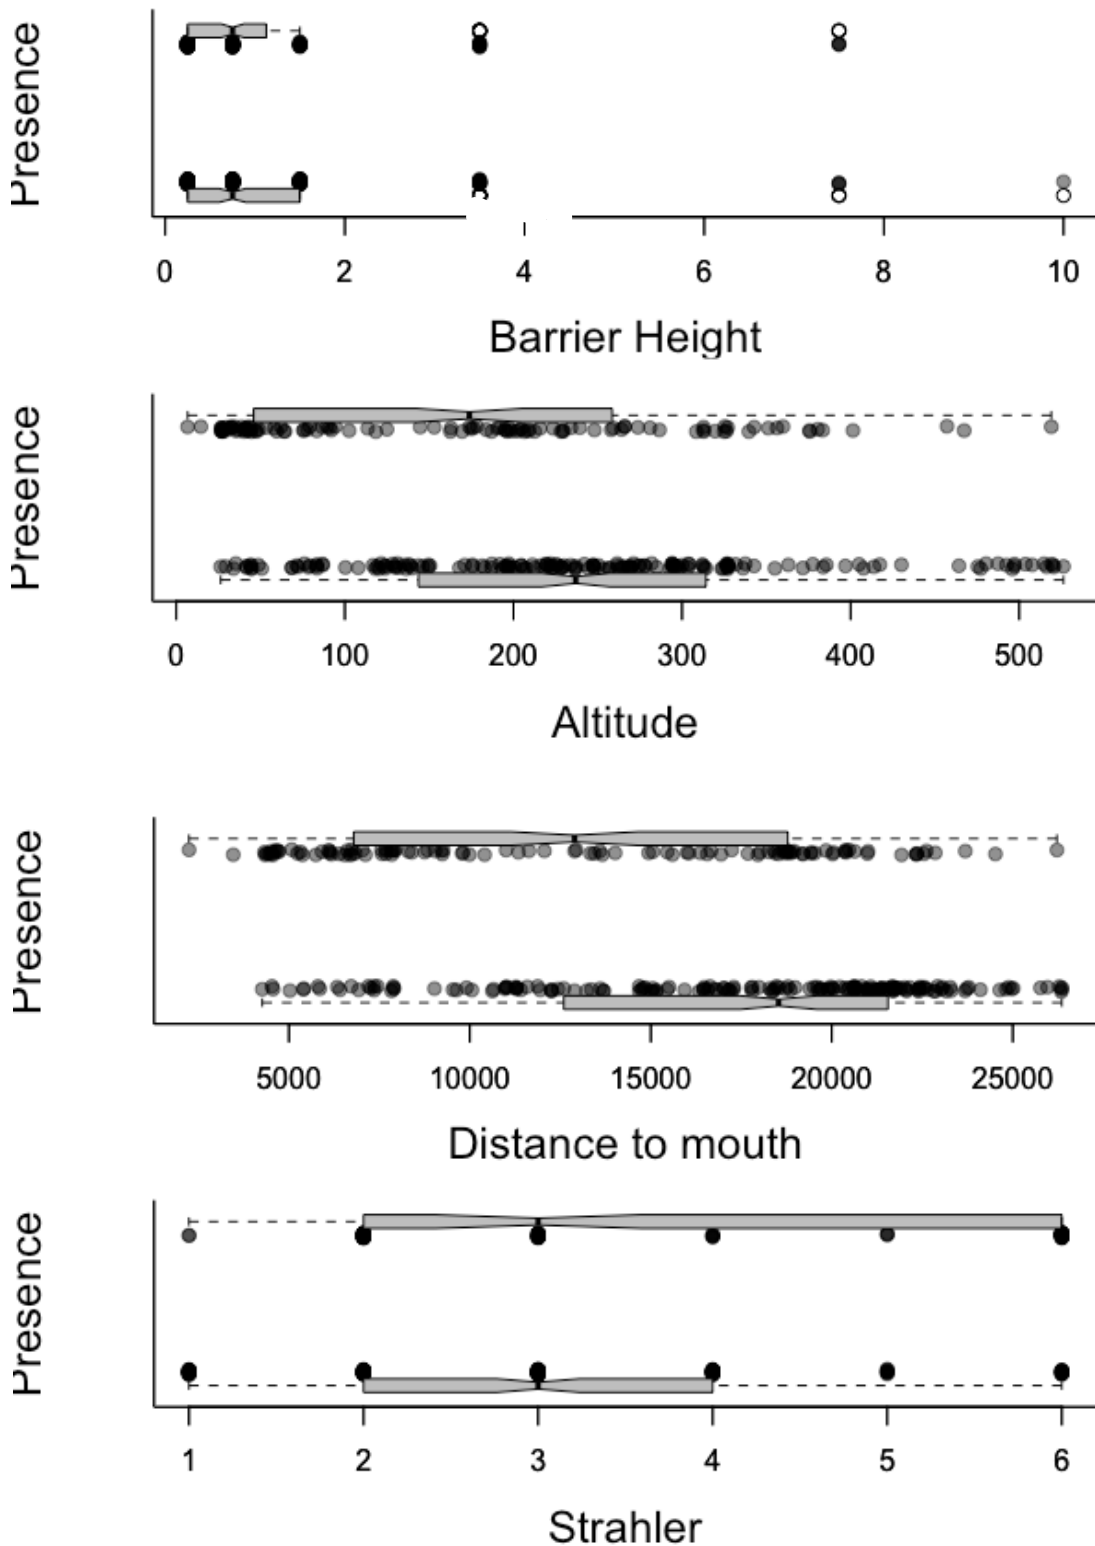 Presence
0 2 4 6 8 10
Barrier Height
Presence
0 100 200 300 400 500
Altitude
Presence
5000 10000 15000 20000 25000
Distance to mouth
Presence
1 2 3 4 5 6
Strahler